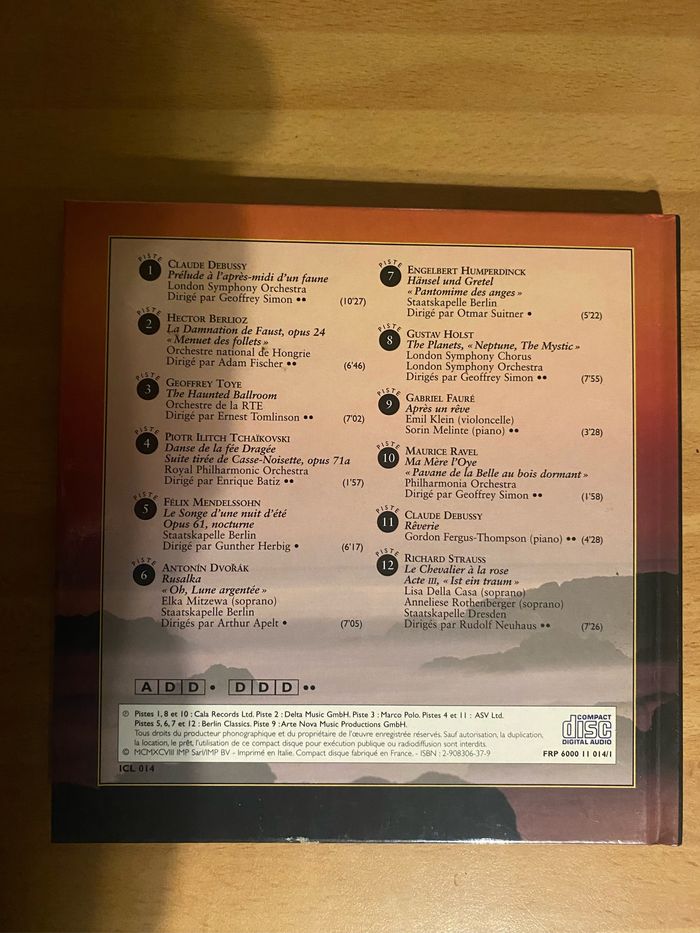 PISTE
1
CLAUDE DEBUSSY
Prélude à l'après-midi d'un faune
London Symphony Orchestra
Dirigé par Geoffrey Simon •• (10'27)
PISTE
2
HECTOR BERLIOZ
La Damnation de Faust, opus 24
« Menuet des follets »
Orchestre national de Hongrie
Dirigé par Adam Fischer •• (6'46)
PISTE
3
GEOFFREY TOYE
The Haunted Ballroom
Orchestre de la RTE
Dirigé par Ernest Tomlinson •• (7'02)
PISTE
4
PIOTR ILITCH TCHAÏKOVSKI
Danse de la fée Dragée
Suite tirée de Casse-Noisette, opus 71a
Royal Philharmonic Orchestra
Dirigé par Enrique Batiz •• (1'57)
PISTE
5
FÉLIX MENDELSSOHN
Le Songe d'une nuit d'été
Opus 61, nocturne
Staatskapelle Berlin
Dirigé par Gunther Herbig • (6'17)
PISTE
6
ANTONÍN DVOŘÁK
Rusalka
« Oh, Lune argentée »
Elka Mitzewa (soprano)
Staatskapelle Berlin
Dirigé par Arthur Apelt • (7'05)
PISTE
7
ENGELBERT HUMPERDINCK
Hänsel und Gretel
« Pantomime des anges »
Staatskapelle Berlin
Dirigé par Otmar Suitner • (5'22)
PISTE
8
GUSTAV HOLST
The Planets, « Neptune, The Mystic »
London Symphony Chorus
London Symphony Orchestra
Dirigés par Geoffrey Simon •• (7'55)
PISTE
9
GABRIEL FAURÉ
Après un rêve
Emil Klein (violoncelle)
Sorin Melinte (piano) •• (3'28)
PISTE
10
MAURICE RAVEL
Ma Mère l'Oye
« Pavane de la Belle au bois dormant »
Philharmonia Orchestra
Dirigé par Geoffrey Simon •• (1'58)
PISTE
11
CLAUDE DEBUSSY
Rêverie
Gordon Fergus-Thompson (piano) •• (4'28)
PISTE
12
RICHARD STRAUSS
Le Chevalier à la rose
Acte III, « Ist ein traum »
Lisa Della Casa (soprano)
Anneliese Rothenberger (soprano)
Staatskapelle Dresden
Dirigés par Rudolf Neuhaus •• (7'26)
A D D • D D D ••
℗ Pistes 1, 8 et 10 : Cala Records Ltd. Piste 2 : Delta Music GmbH. Piste 3 : Marco Polo. Pistes 4 et 11 : ASV Ltd.
Pistes 5, 6, 7 et 12 : Berlin Classics. Piste 9 : Arte Nova Music Productions GmbH.
Tous droits du producteur phonographique et du propriétaire de l'œuvre enregistrée réservés. Sauf autorisation, la duplication,
la location, le prêt, l'utilisation de ce compact disque pour exécution publique ou radiodiffusion sont interdits.
© MCMXCVIII IMP Sarl/IMP BV - Imprimé en Italie. Compact disque fabriqué en France. - ISBN : 2-908306-37-9
COMPACT
disc
DIGITAL AUDIO
FRP 6000 11 014/1
ICL 014